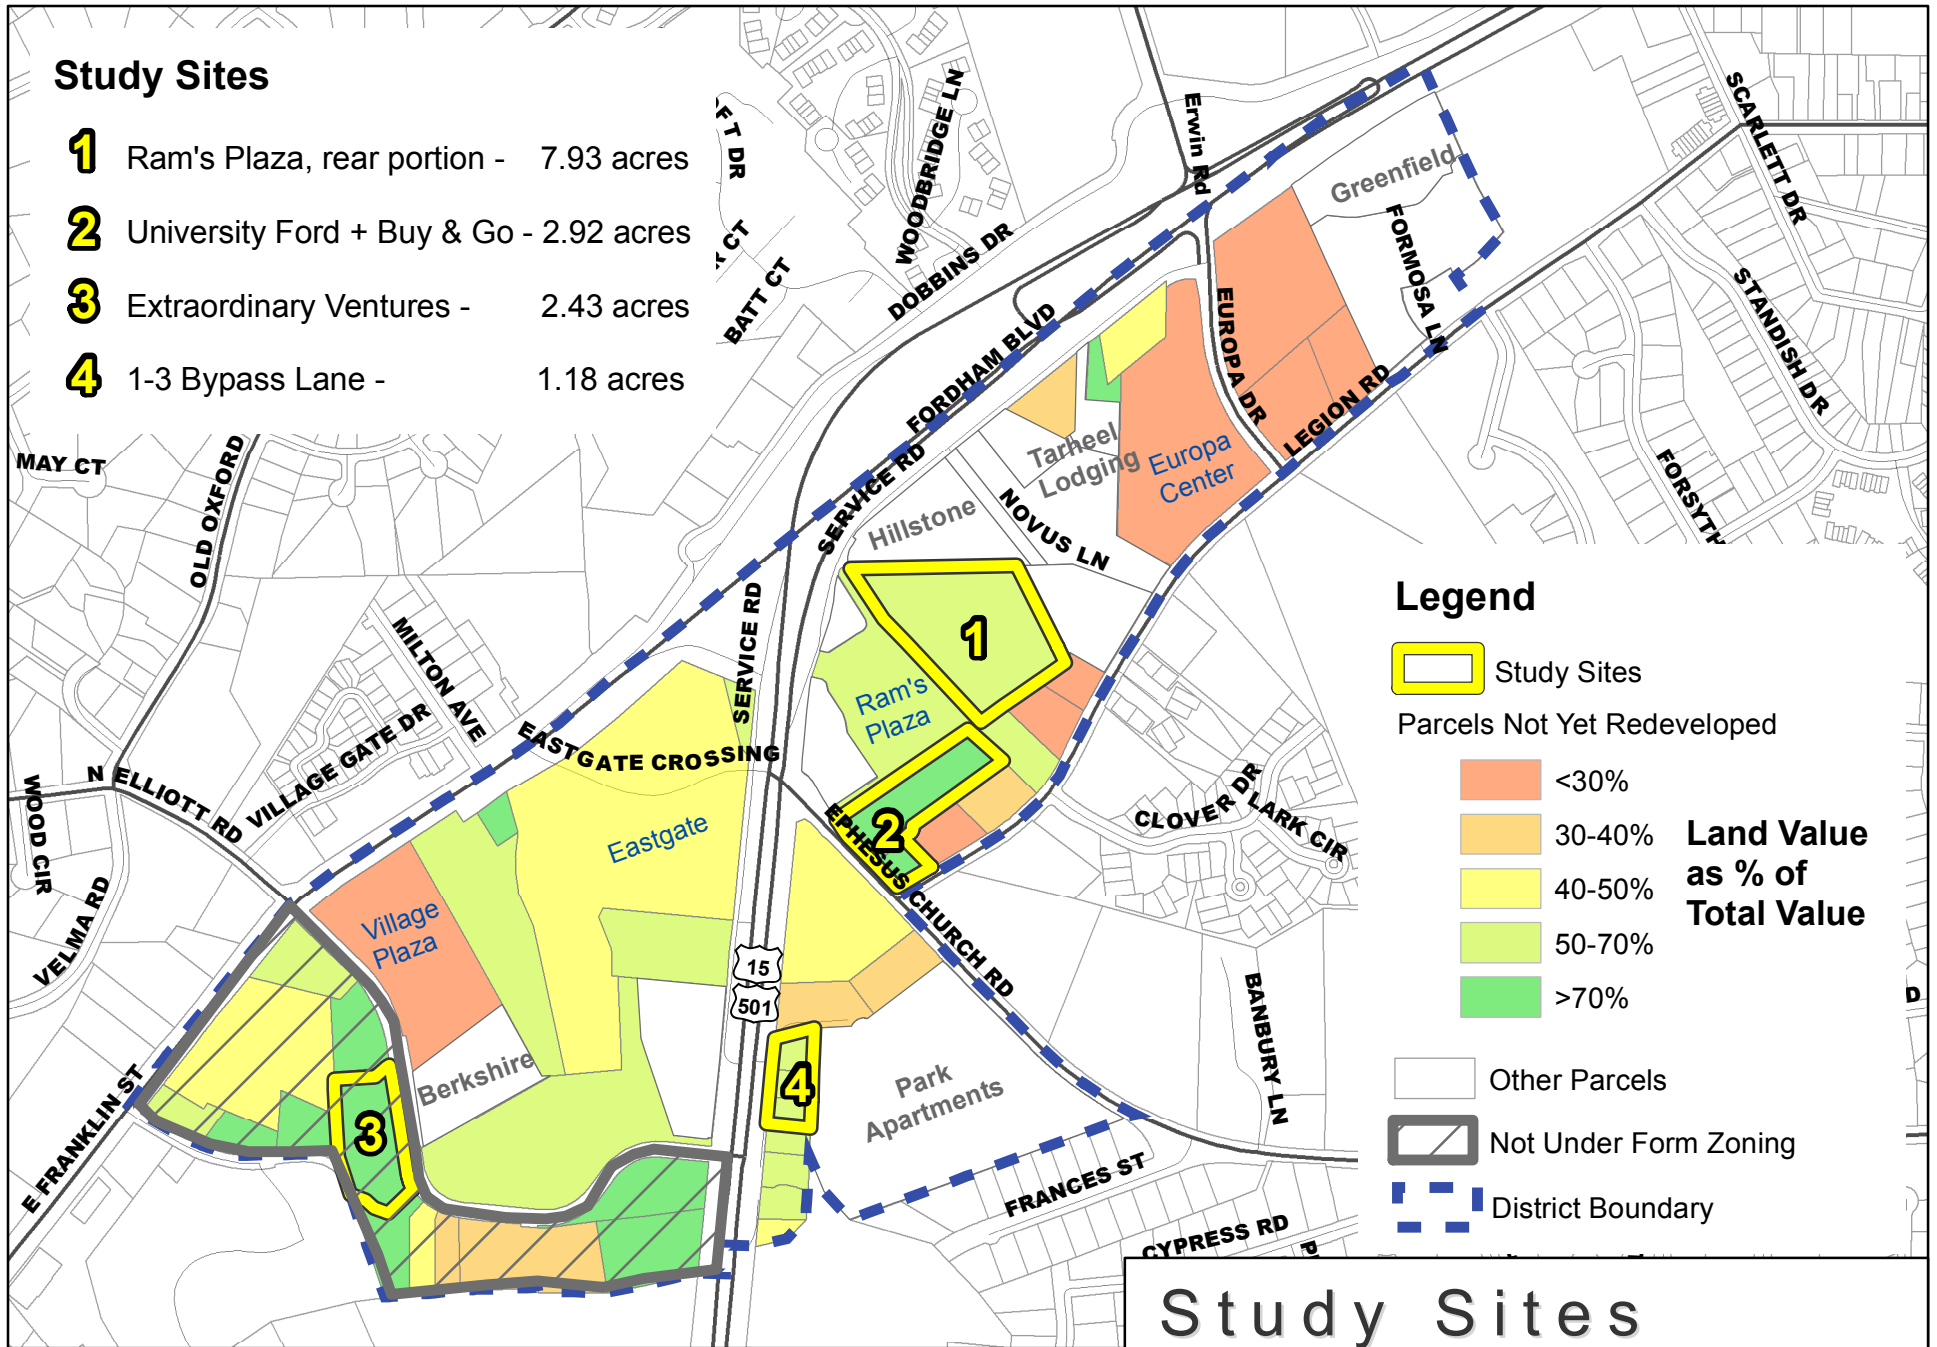 Study Sites
1 Ram's Plaza, rear portion - 7.93 acres
2 University Ford + Buy & Go - 2.92 acres
3 Extraordinary Ventures - 2.43 acres
4 1-3 Bypass Lane - 1.18 acres
WOODBRIDGE LN
Erwin Rd
SCARLETT DR
Greenfield
DOBBINS DR
BATT CT
FORMOSA LN
STANDISH DR
FORDHAM BLVD
EUROPA DR
LEGION RD
MAY CT
OLD OXFORD
SERVICE RD
Tarheel
Lodging
Europa
Center
Hillstone
NOVUS LN
FORSYTH
MILTON AVE
SERVICE RD
1
Ram's
Plaza
VILLAGE GATE DR
EASTGATE CROSSING
N ELLIOTT RD
WOOD CIR
VELMA RD
Eastgate
2
EPHESUS CHURCH RD
CLOVER DR
LARK CIR
Village
Plaza
15
501
BANBURY LN
Berkshire
E FRANKLIN ST
3
4
Park
Apartments
FRANCES ST
CYPRESS RD
Legend
Study Sites
Parcels Not Yet Redeveloped
<30%
30-40%
40-50%
50-70%
>70%
Land Value
as % of
Total Value
Other Parcels
Not Under Form Zoning
District Boundary
Study Sites